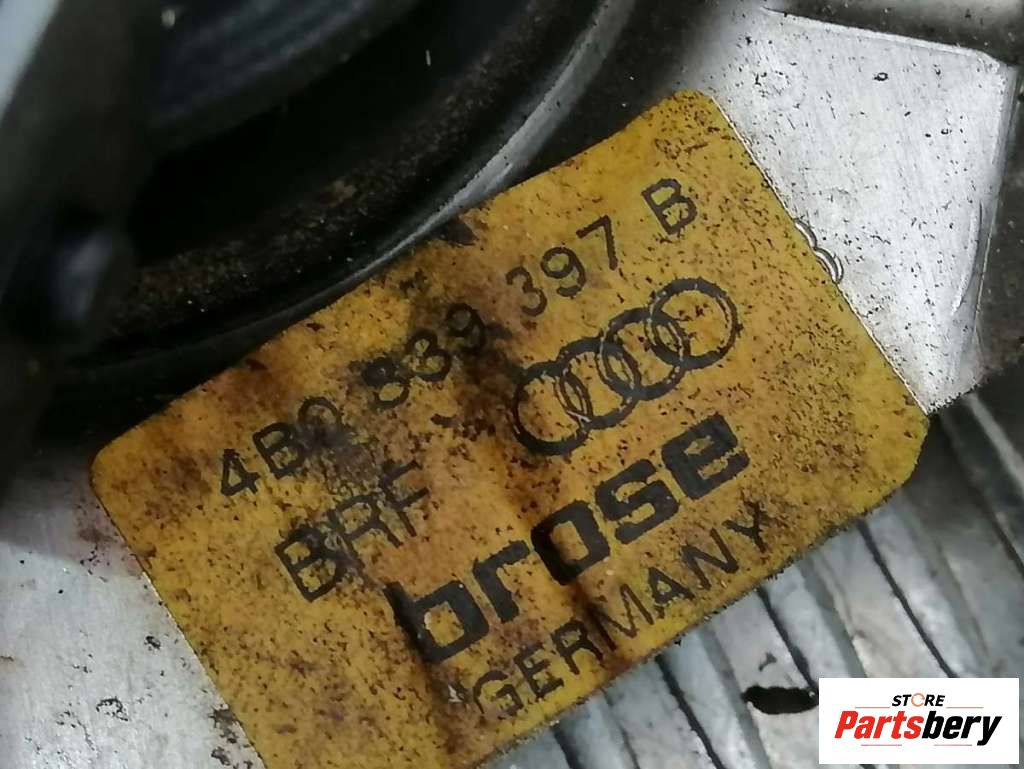 4B0 839 397 B
BRF
brose
GERMANY
STORE
Partsbery